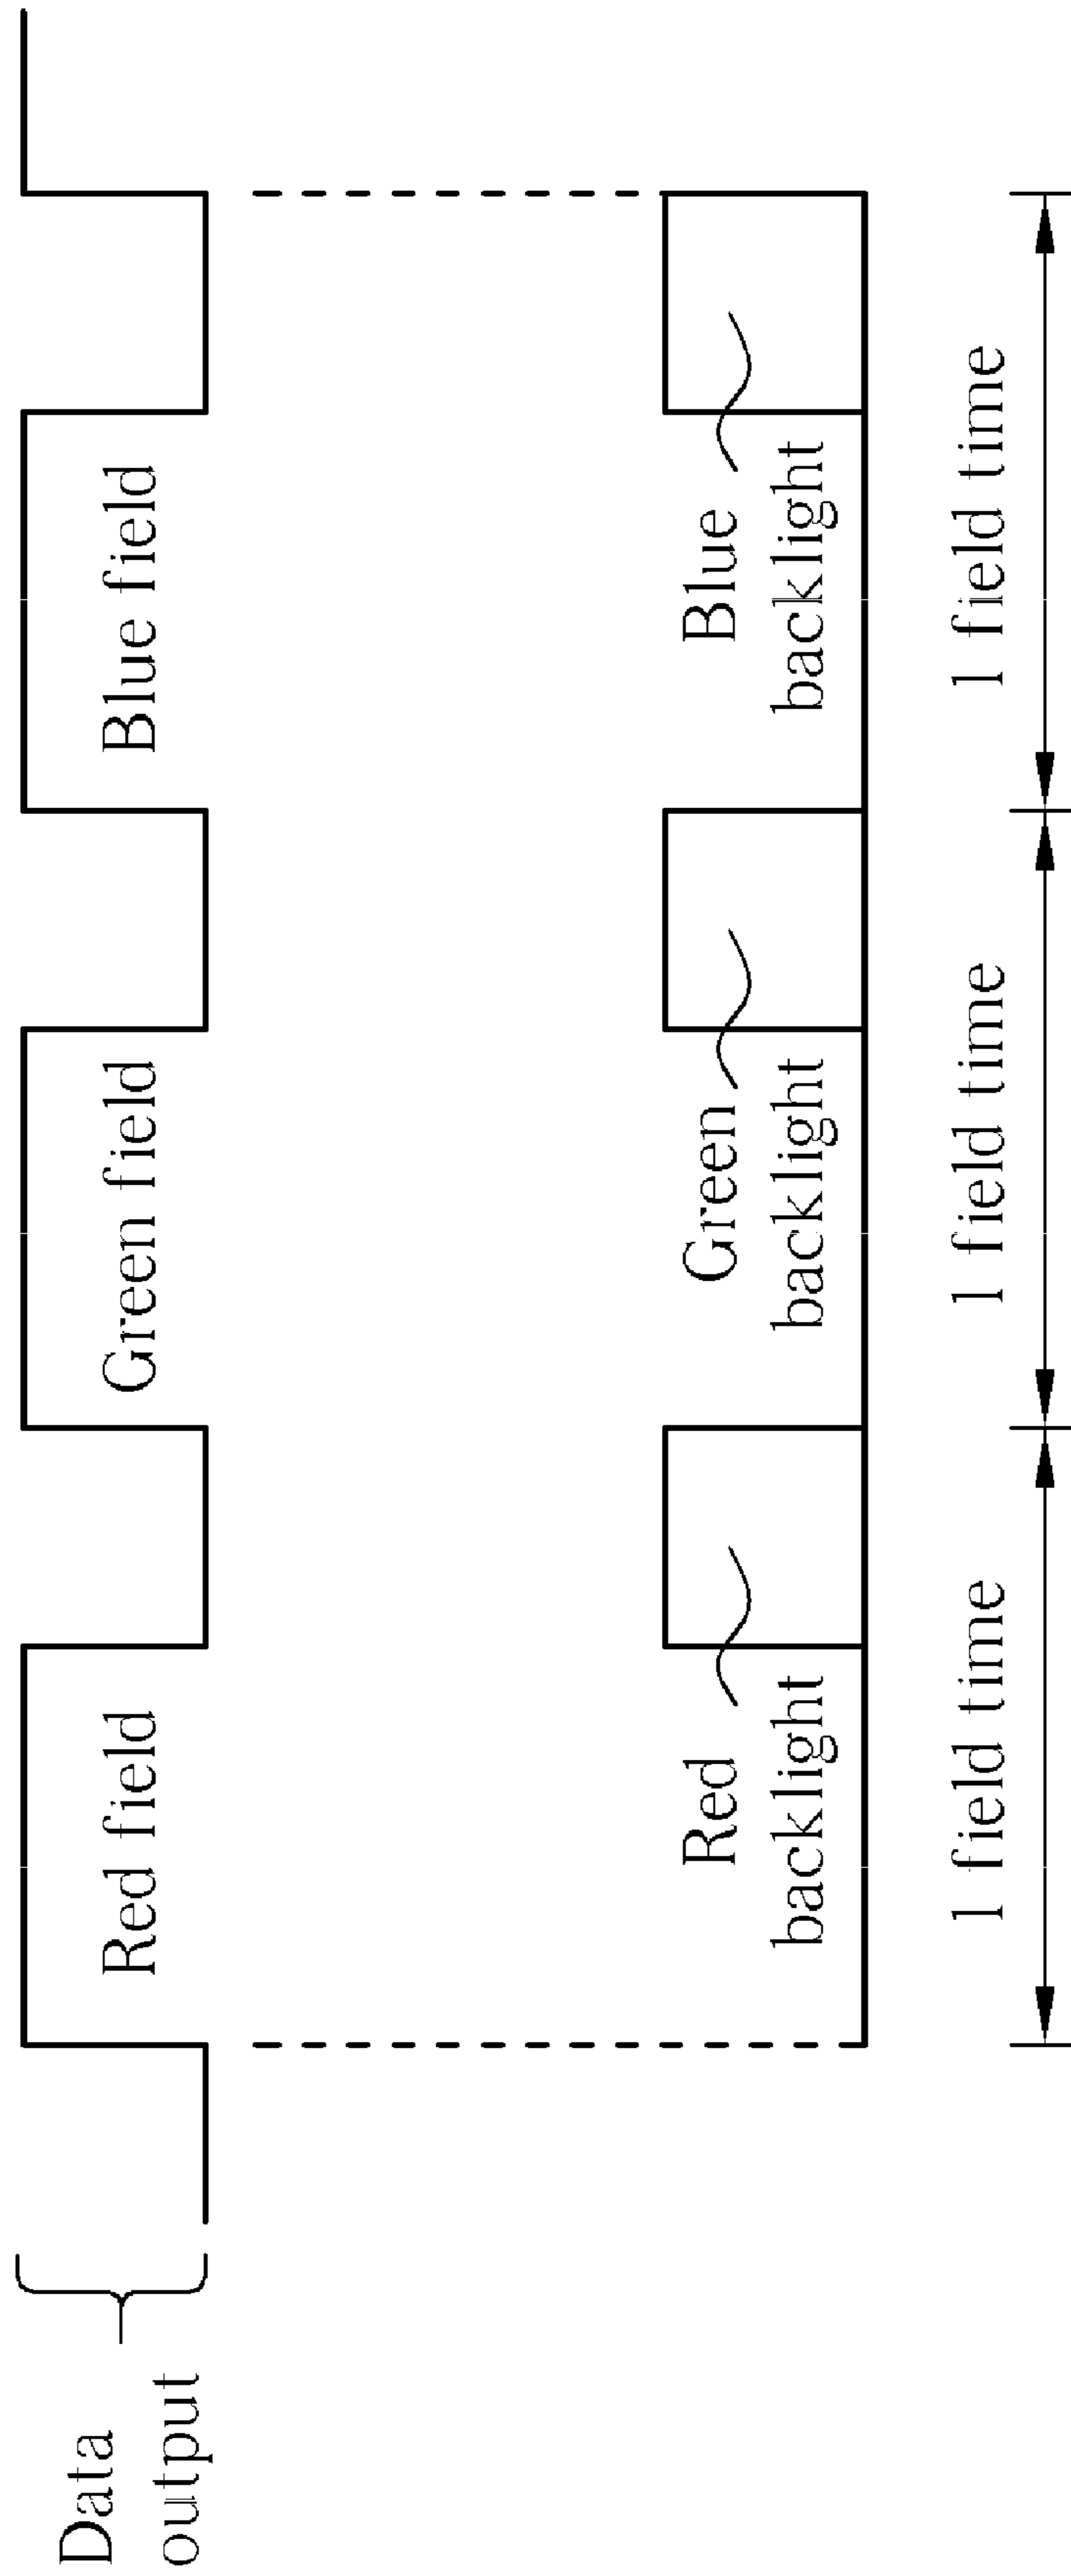 Data
output
Red field
Green field
Blue field
Red
backlight
Green
backlight
Blue
backlight
1 field time
1 field time
1 field time